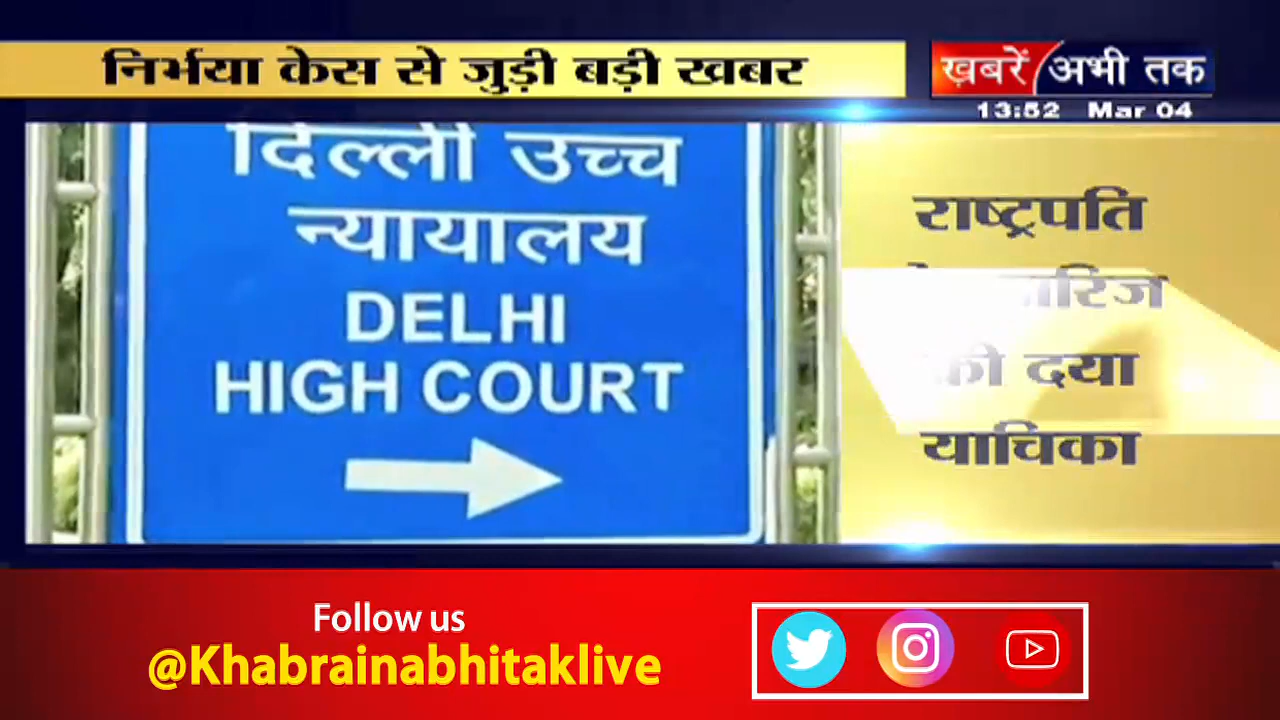 निर्भया केस से जुड़ी बड़ी खबर
ख़बरें अभी तक
13:52 Mar 04
दिल्ली उच्च
न्यायालय
DELHI
HIGH COURT
राष्ट्रपति
की दया
याचिका
Follow us
@Khabrainabhitaklive